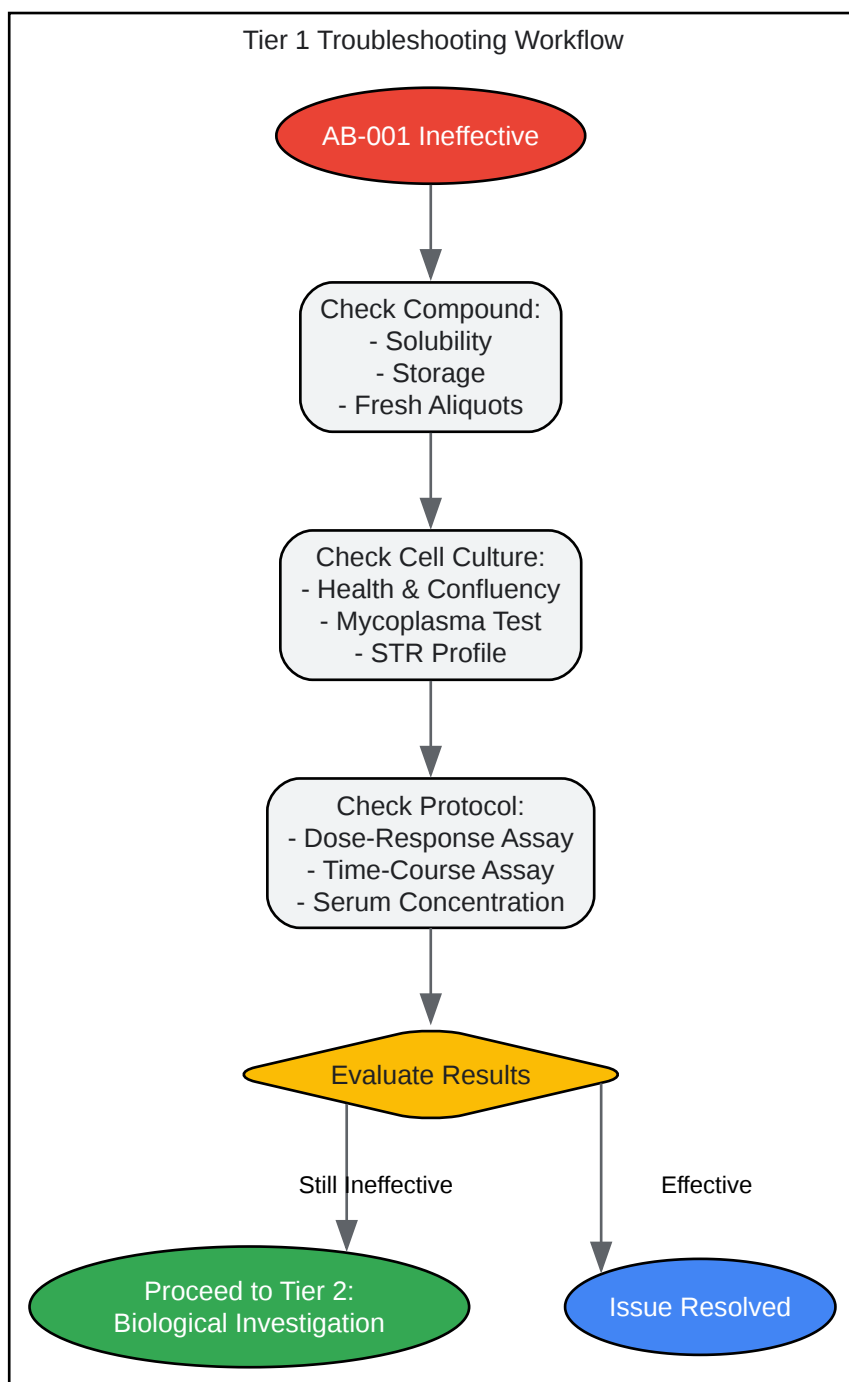 Tier 1 Troubleshooting Workflow
AB-001 Ineffective
Check Compound:
- Solubility
- Storage
- Fresh Aliquots
Check Cell Culture:
- Health & Confluency
- Mycoplasma Test
- STR Profile
Check Protocol:
- Dose-Response Assay
- Time-Course Assay
- Serum Concentration
Evaluate Results
Still Ineffective
Effective
Proceed to Tier 2:
Biological Investigation
Issue Resolved